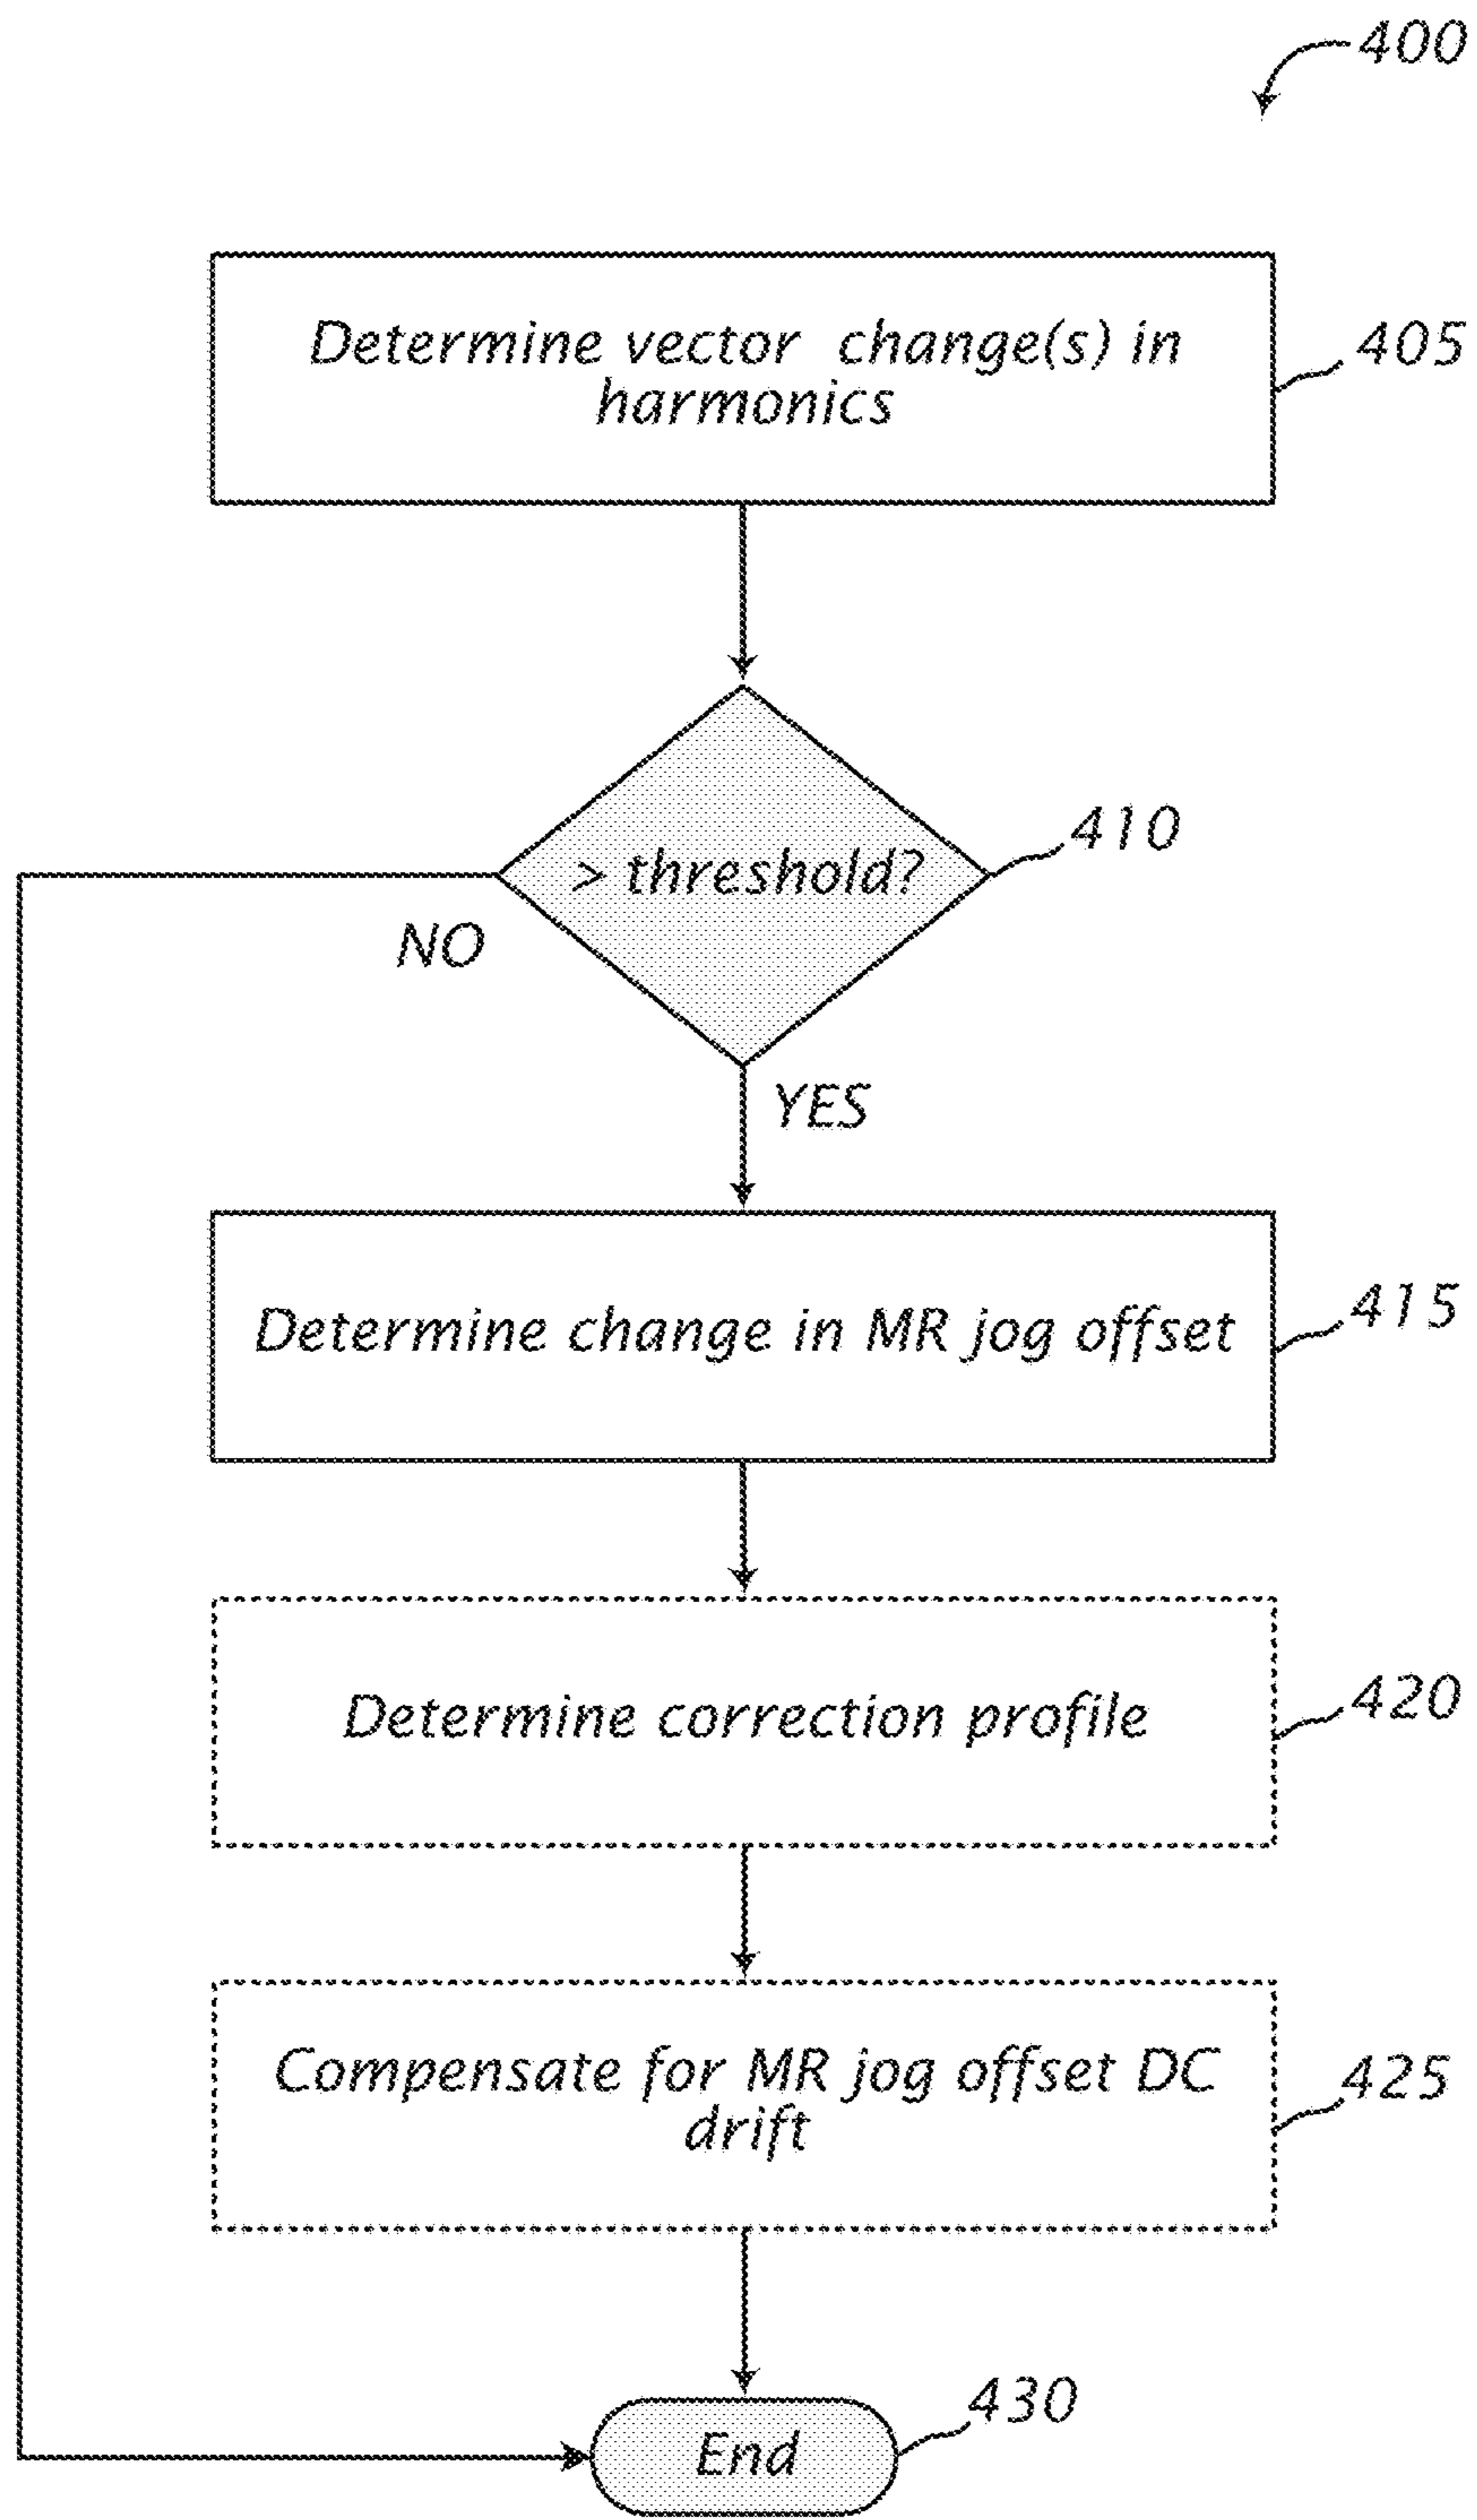 400
Determine vector change(s) in
harmonics
405
> threshold?
410
NO
YES
Determine change in MR jog offset
415
Determine correction profile
420
Compensate for MR jog offset DC
drift
425
End
430